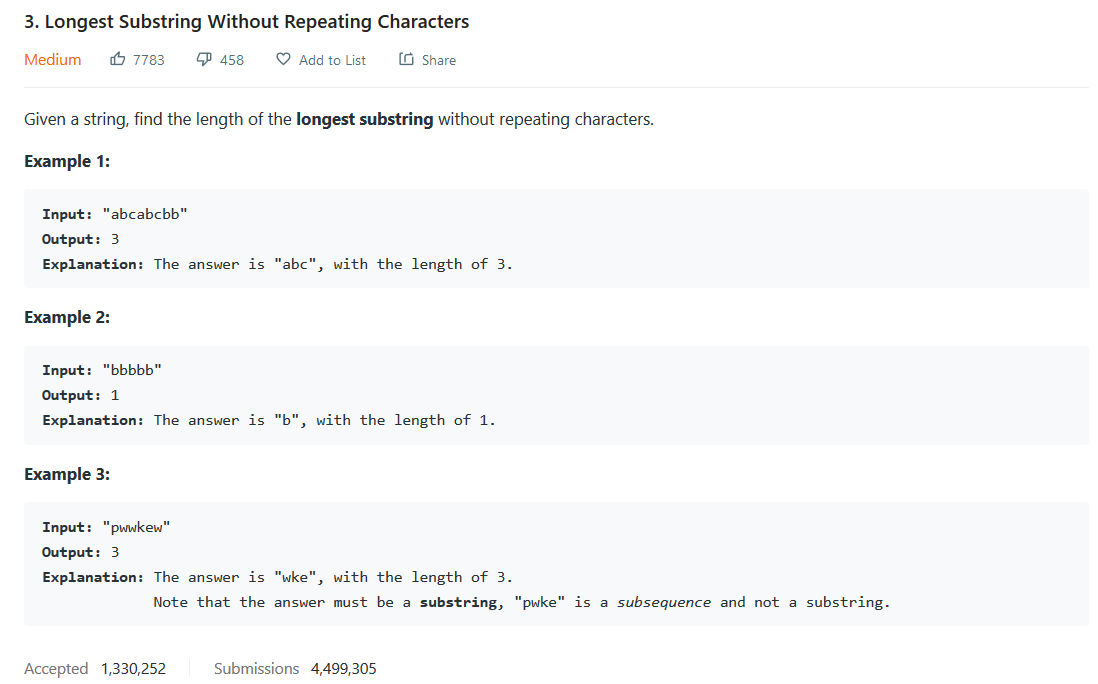 3. Longest Substring Without Repeating Characters
Medium 7783 458 Add to List Share
Given a string, find the length of the longest substring without repeating characters.
Example 1:
Input: "abcabcbb"
Output: 3
Explanation: The answer is "abc", with the length of 3.
Example 2:
Input: "bbbbb"
Output: 1
Explanation: The answer is "b", with the length of 1.
Example 3:
Input: "pwwkew"
Output: 3
Explanation: The answer is "wke", with the length of 3.
Note that the answer must be a substring, "pwke" is a subsequence and not a substring.
Accepted 1,330,252 Submissions 4,499,305